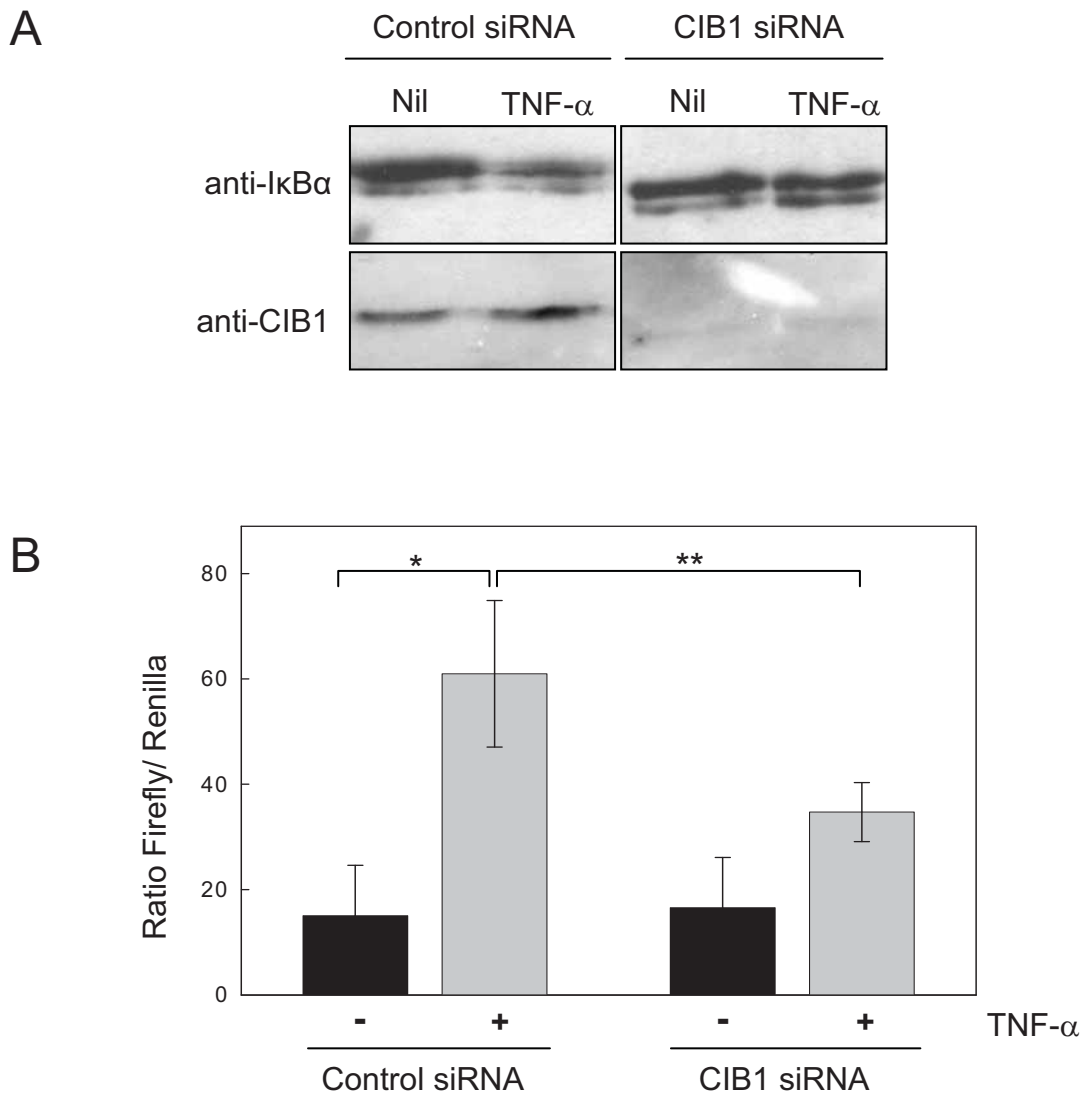 A
Control siRNA CIB1 siRNA
Nil TNF-α Nil TNF-α
anti-IκBα
anti-CIB1
B
Ratio Firefly/ Renilla
80
60
40
20
0
* **
- + - + TNF-α
Control siRNA CIB1 siRNA